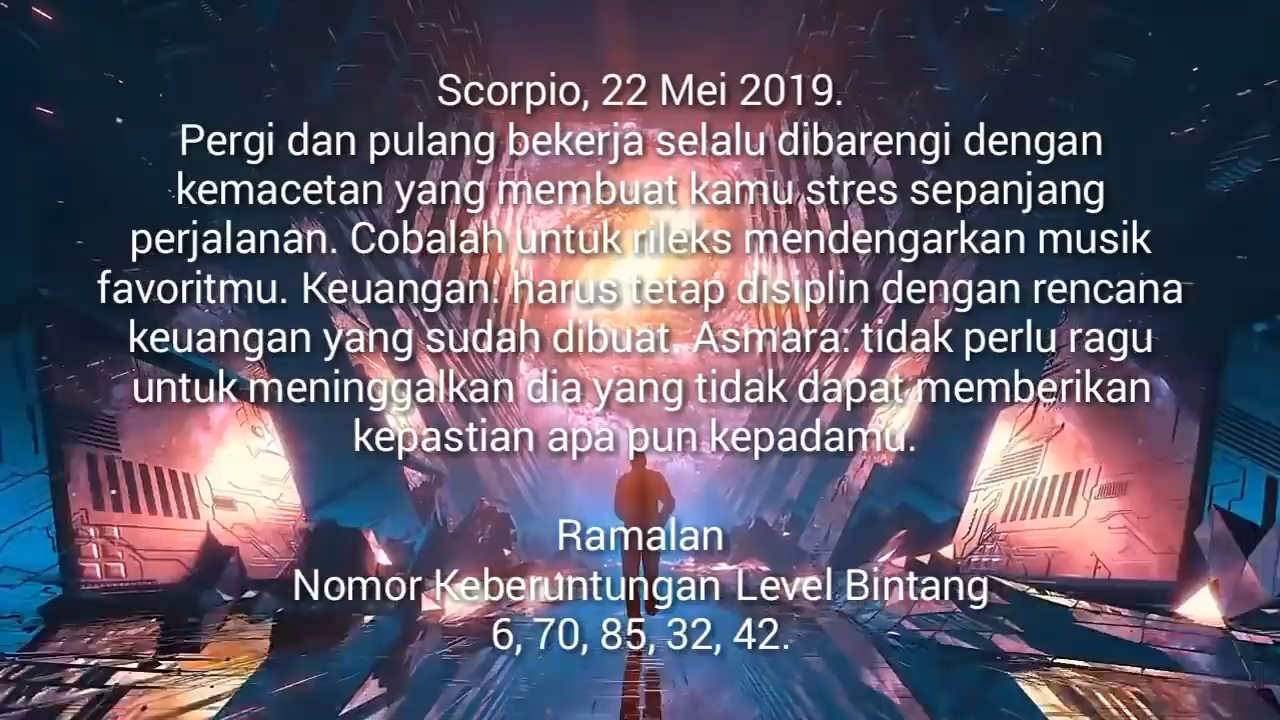 Scorpio, 22 Mei 2019.
Pergi dan pulang bekerja selalu dibarengi dengan
kemacetan yang membuat kamu stres sepanjang
perjalanan. Cobalah untuk rileks mendengarkan musik
favoritmu. Keuangan: harus tetap disiplin dengan rencana
keuangan yang sudah dibuat. Asmara: tidak perlu ragu
untuk meninggalkan dia yang tidak dapat memberikan
kepastian apa pun kepadamu.
Ramalan
Nomor Keberuntungan Level Bintang
6, 70, 85, 32, 42.